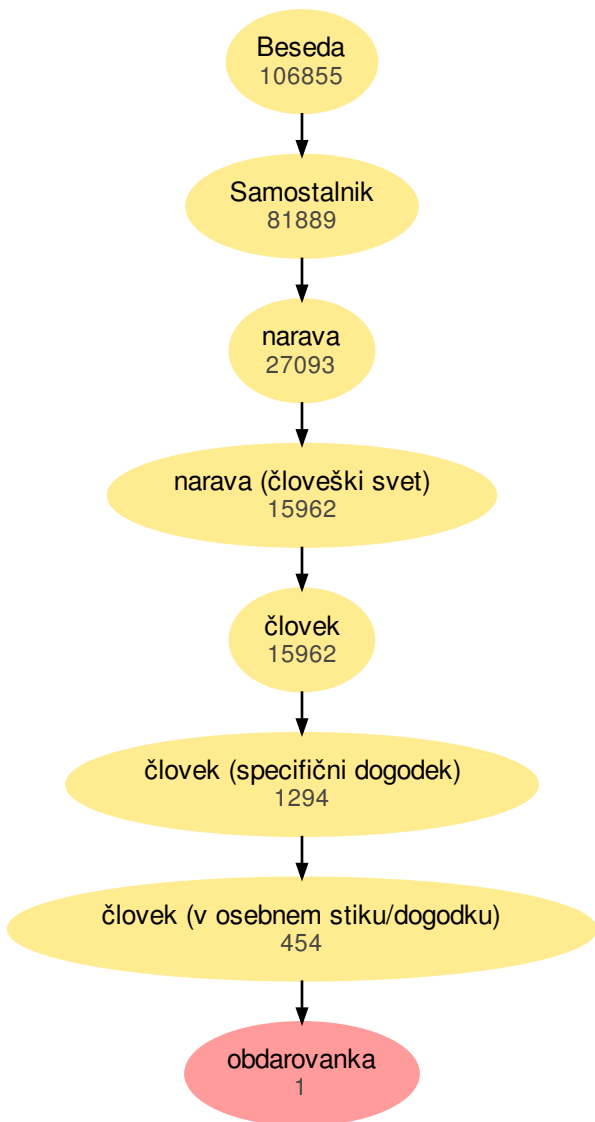 Beseda
106855
Samostalnik
81889
narava
27093
narava (človeški svet)
15962
človek
15962
človek (specifični dogodek)
1294
človek (v osebnem stiku/dogodku)
454
obdarovanka
1